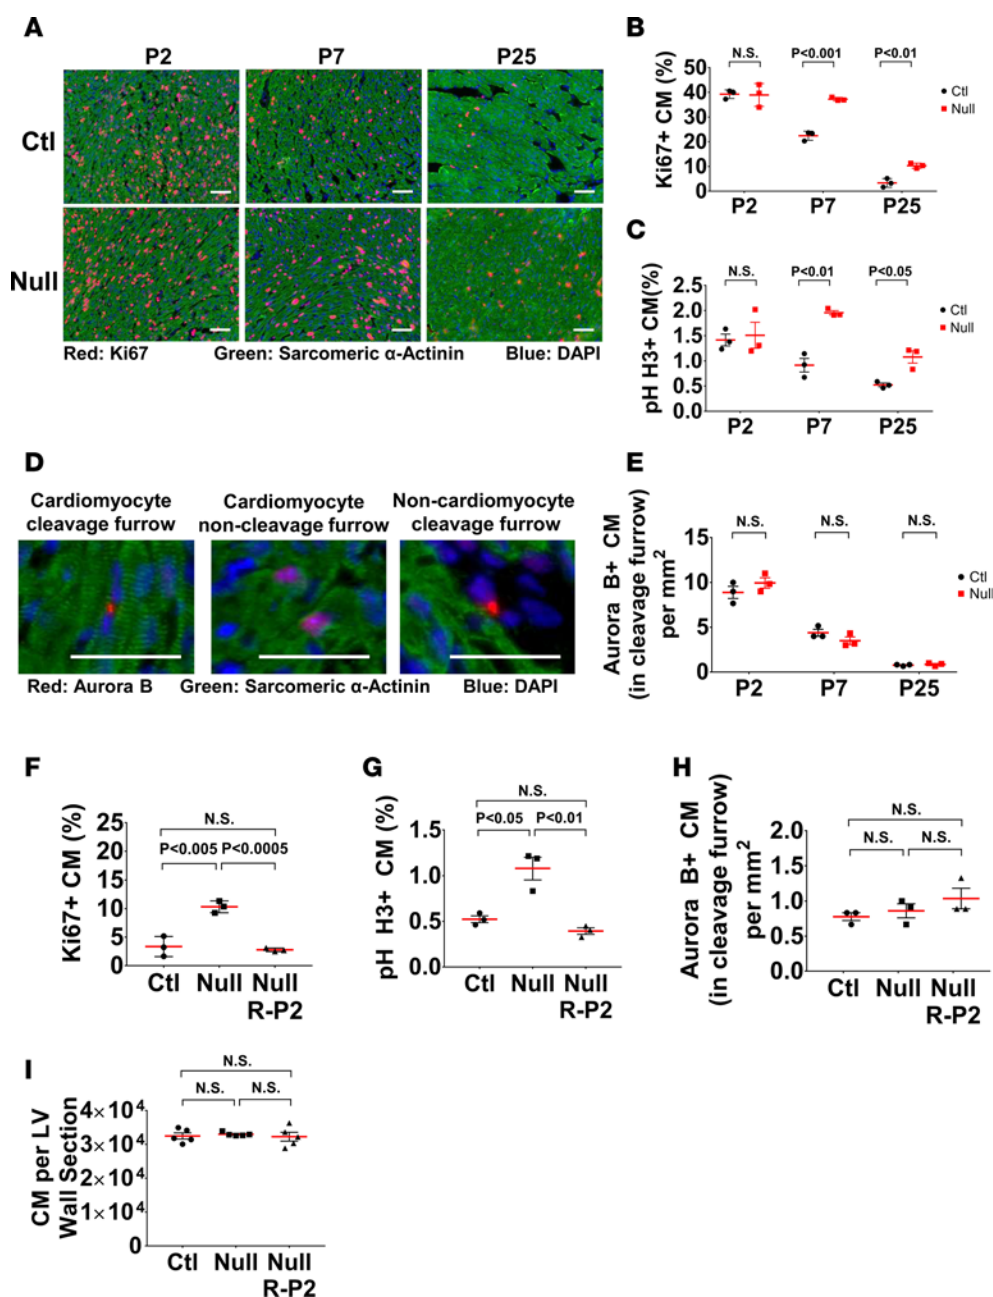 A
P2 P7 P25
Ctl
Null
Red: Ki67 Green: Sarcomeric α-Actinin Blue: DAPI
B
N.S. P<0.001 P<0.01
Ki67+ CM (%)
50
40
30
20
10
0
P2 P7 P25
Ctl
Null
C
N.S. P<0.01 P<0.05
pH H3+ CM(%)
2.5
2.0
1.5
1.0
0.5
0.0
P2 P7 P25
Ctl
Null
D
Cardiomyocyte
cleavage furrow
Cardiomyocyte
non-cleavage furrow
Non-cardiomyocyte
cleavage furrow
Red: Aurora B Green: Sarcomeric α-Actinin Blue: DAPI
E
N.S. N.S. N.S.
Aurora B+ CM
(in cleavage furrow)
per mm²
15
10
5
0
P2 P7 P25
Ctl
Null
F
N.S.
P<0.005 P<0.0005
Ki67+ CM (%)
25
20
15
10
5
0
Ctl Null Null
R-P2
G
N.S.
P<0.05 P<0.01
pH H3+ CM (%)
1.5
1.0
0.5
0.0
Ctl Null Null
R-P2
H
N.S.
N.S. N.S.
Aurora B+ CM
(in cleavage furrow)
per mm²
2.0
1.5
1.0
0.5
0.0
Ctl Null Null
R-P2
I
N.S.
N.S. N.S.
CM per LV
Wall Section
4×10⁴
3×10⁴
2×10⁴
1×10⁴
0
Ctl Null Null
R-P2